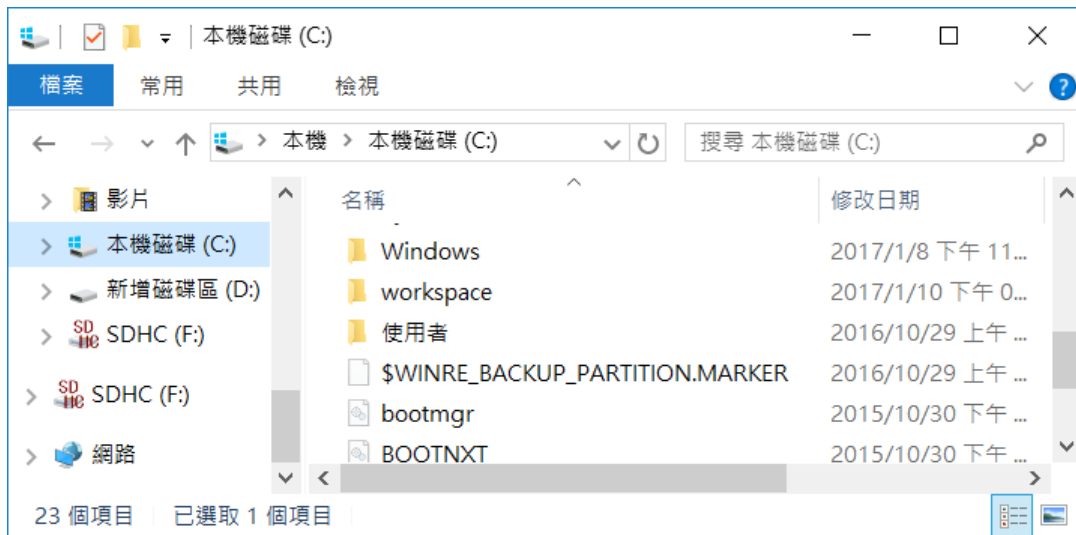 本機磁碟 (C:)
檔案 常用 共用 檢視
本機 本機磁碟 (C:) 搜尋 本機磁碟 (C:)
影片 名稱 修改日期
本機磁碟 (C:) Windows 2017/1/8 下午 11...
新增磁碟區 (D:) workspace 2017/1/10 下午 0...
SDHC (F:) 使用者 2016/10/29 上午 ...
$WINRE_BACKUP_PARTITION.MARKER 2016/10/29 上午 ...
SDHC (F:) bootmgr 2015/10/30 下午 ...
網路 BOOTNXT 2015/10/30 下午 ...
23 個項目 已選取 1 個項目